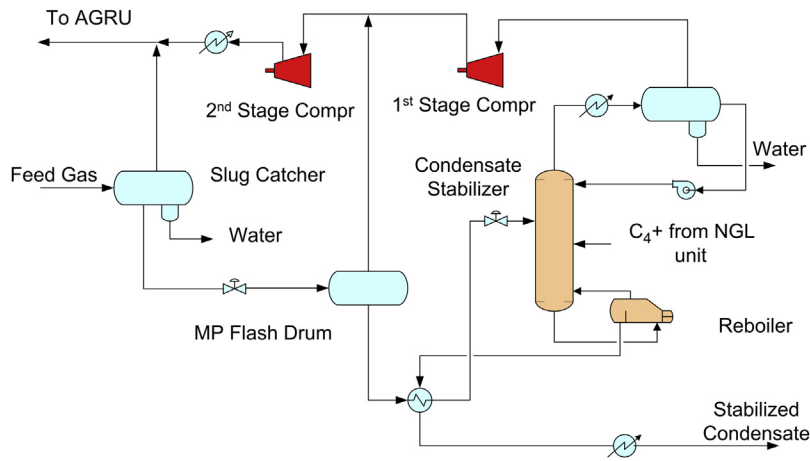 To AGRU
2nd Stage Compr
1st Stage Compr
Water
Feed Gas
Slug Catcher
Condensate
Stabilizer
Water
C4+ from NGL
unit
MP Flash Drum
Reboiler
Stabilized
Condensate